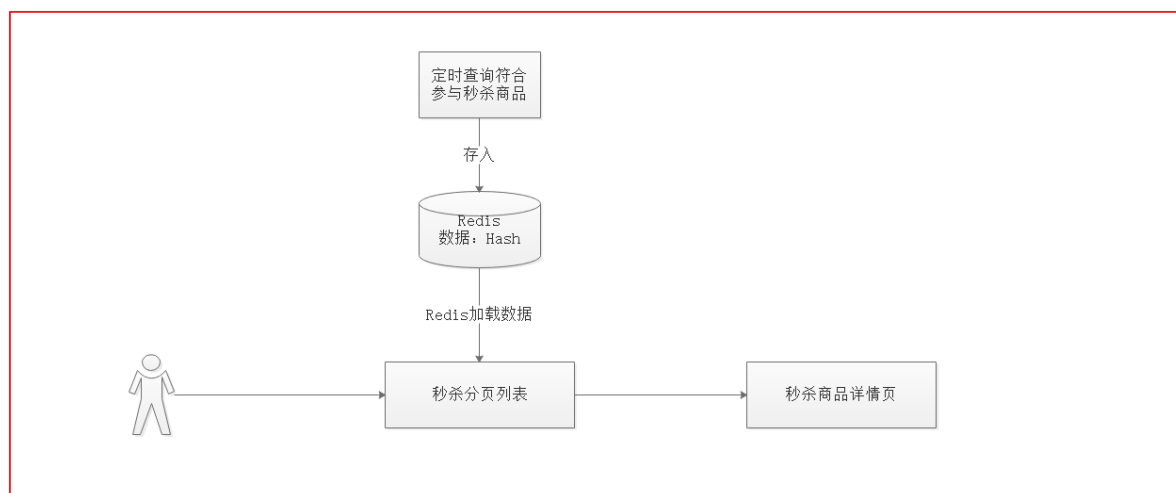 定时查询符合
参与秒杀商品
存入
Redis
数据: Hash
Redis加载数据
秒杀分页列表
秒杀商品详情页